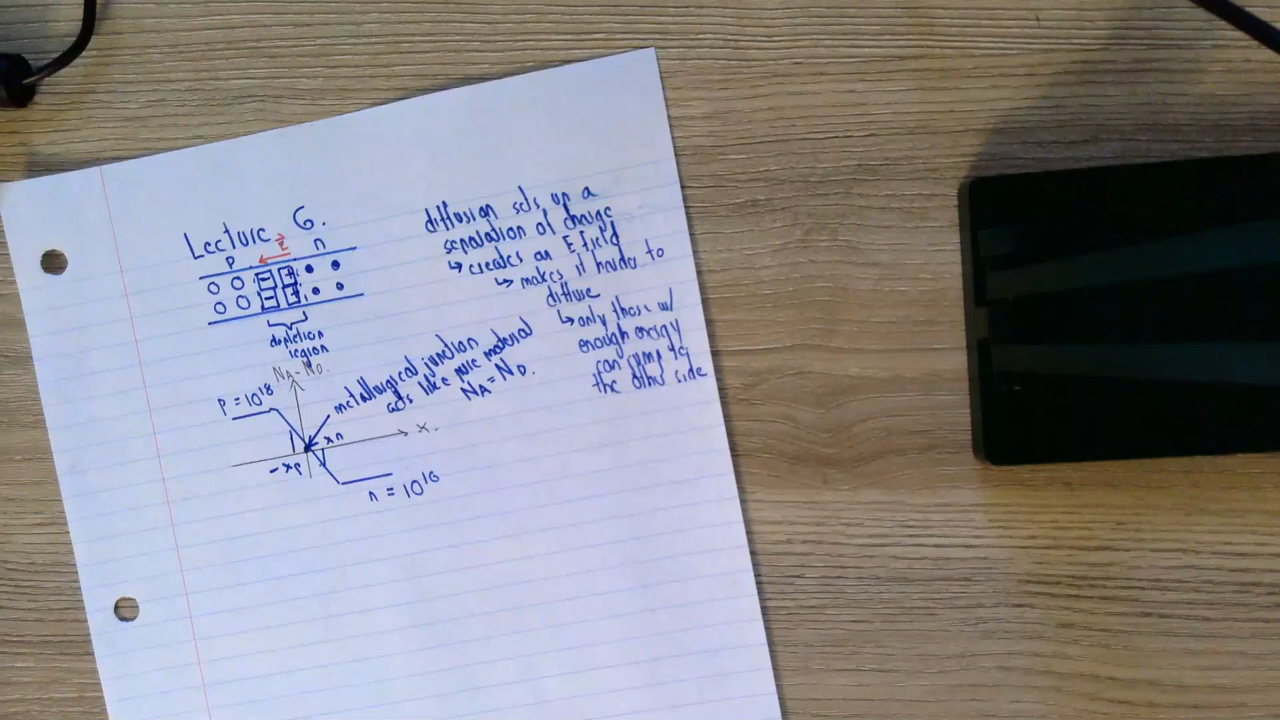 Lecture 6.
E
P
n
depletion
region
diffusion sets up a
separation of charge
↳ creates an E field
↳ makes it harder to
diffuse
↳ only those w/
enough energy
can jump to
the other side
NA - ND.
P = 10^18
metallurgical junction
acts like pure material
NA = ND.
x.
xn
-xp
n = 10^16